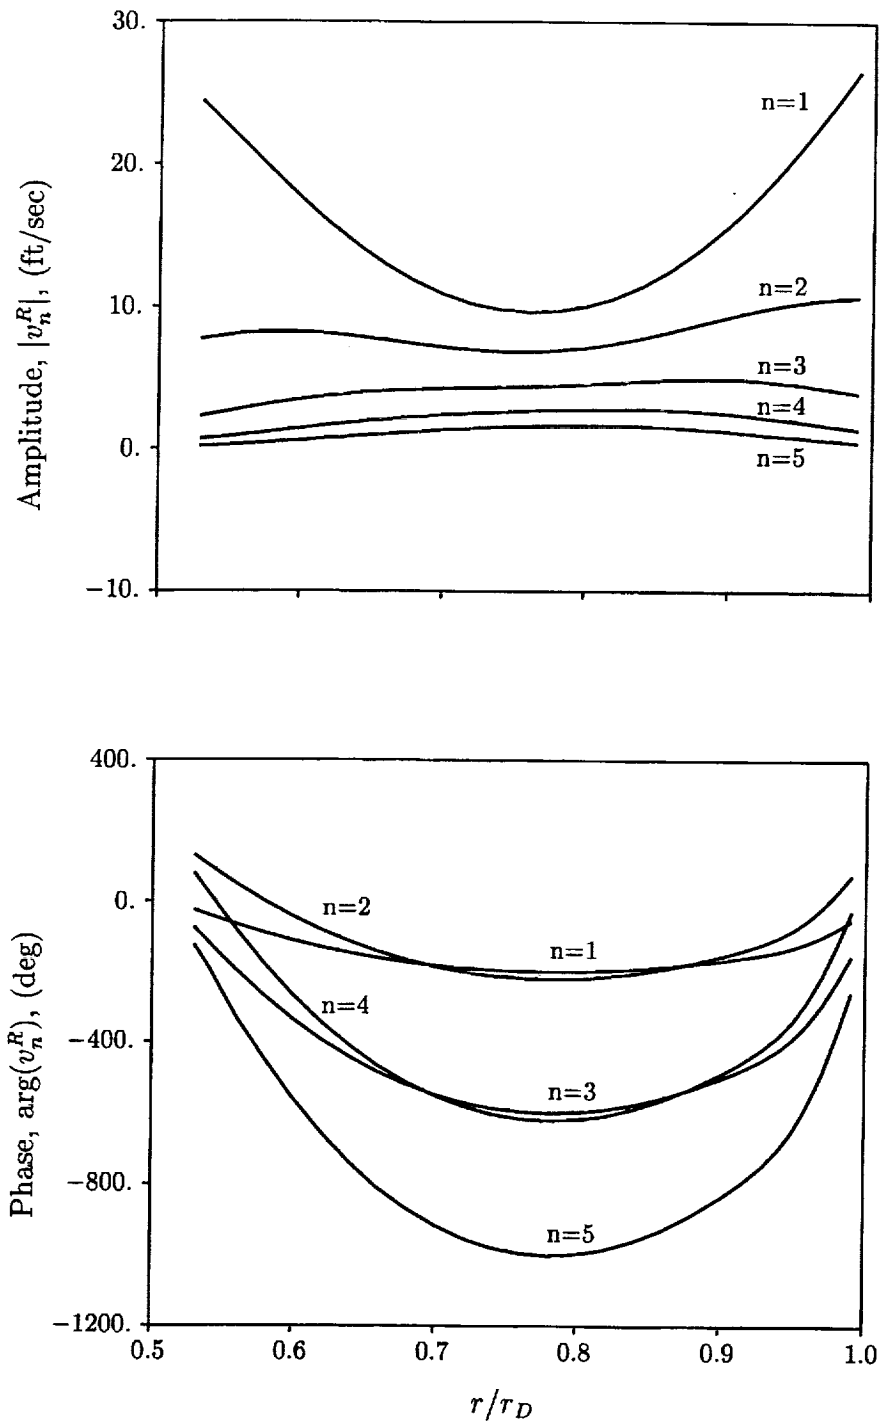 30.
20.
10.
0.
−10.
Amplitude, |v_n^R|, (ft/sec)
n=1
n=2
n=3
n=4
n=5
400.
0.
−400.
−800.
−1200.
Phase, arg(v_n^R), (deg)
n=2
n=1
n=4
n=3
n=5
0.5 0.6 0.7 0.8 0.9 1.0
r/r_D